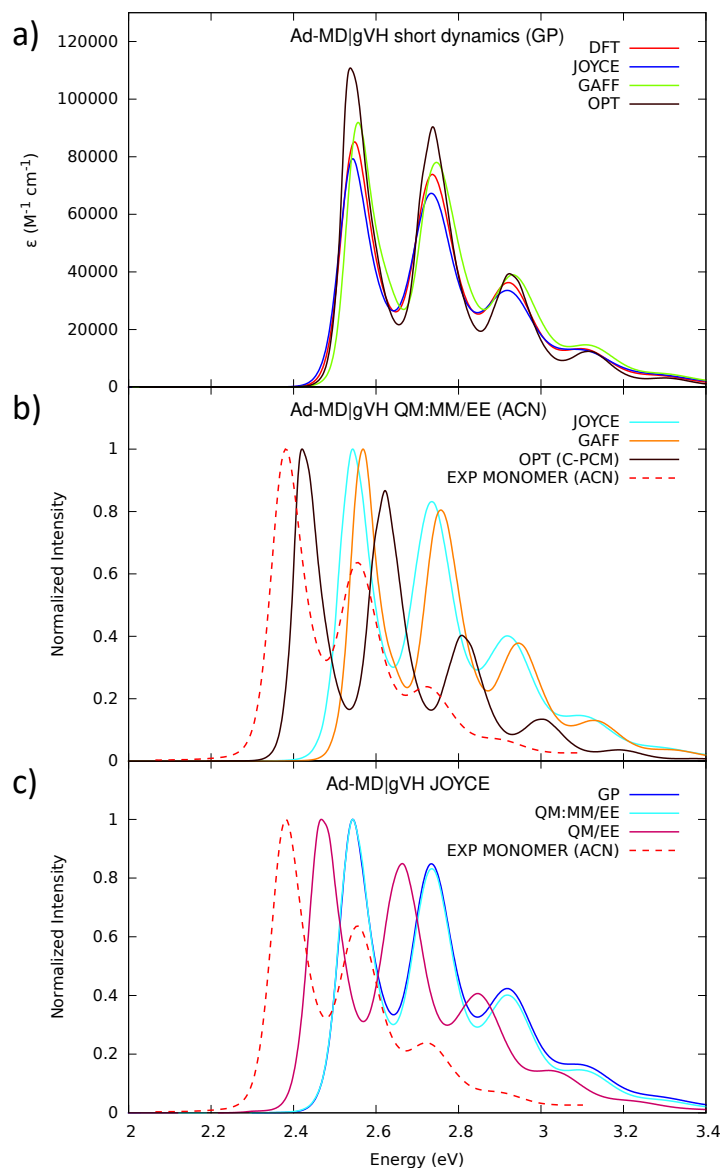 a)
Ad-MD|gVH short dynamics (GP)
DFT
JOYCE
GAFF
OPT
120000
100000
80000
60000
40000
20000
0
ε (M⁻¹ cm⁻¹)
b)
Ad-MD|gVH QM:MM/EE (ACN)
JOYCE
GAFF
OPT (C-PCM)
EXP MONOMER (ACN)
1
0.8
0.6
0.4
0.2
0
Normalized Intensity
c)
Ad-MD|gVH JOYCE
GP
QM:MM/EE
QM/EE
EXP MONOMER (ACN)
1
0.8
0.6
0.4
0.2
0
Normalized Intensity
2 2.2 2.4 2.6 2.8 3 3.2 3.4
Energy (eV)